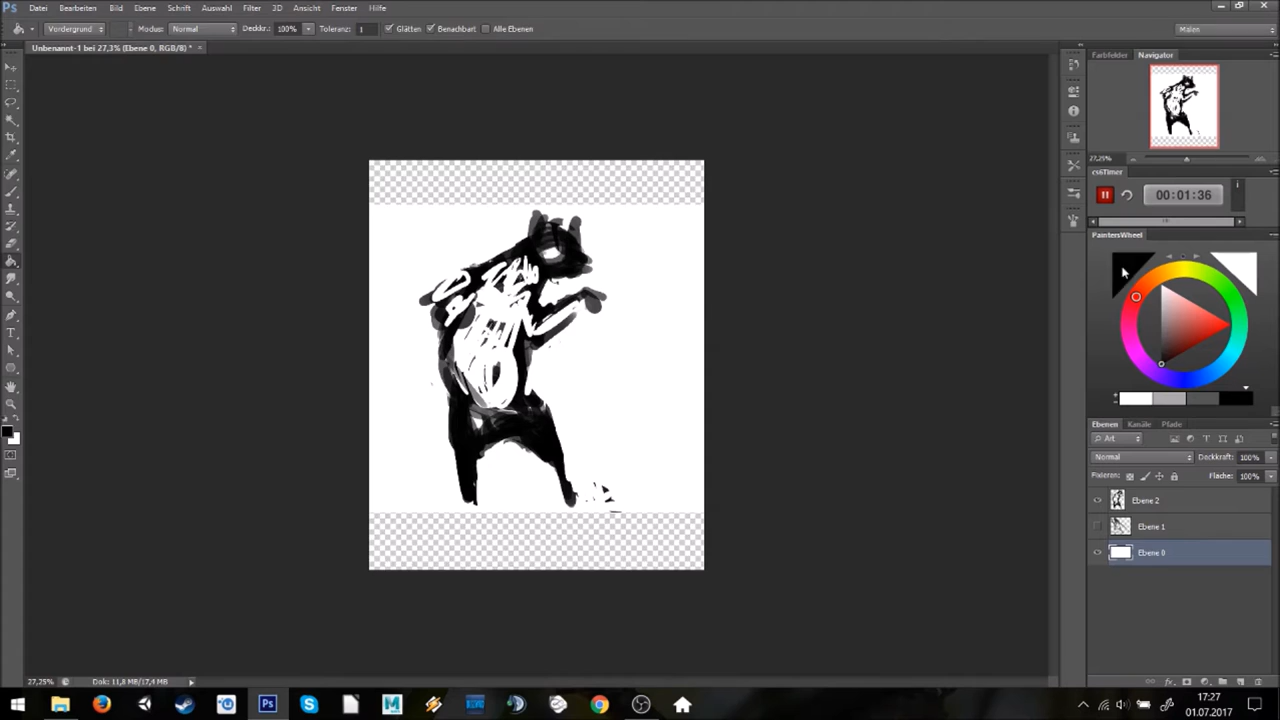 Ps Datei Bearbeiten Bild Ebene Schrift Auswahl Filter 3D Ansicht Fenster Hilfe
Vordergrund Modus: Normal Deckkr.: 100% Toleranz: 1 Glätten Benachbart Alle Ebenen Malen
Unbenannt-1 bei 27,3% (Ebene 0, RGB/8) * ×
Farbfelder Navigator
27,25%
cs6Timer
00:01:36
PaintersWheel
Ebenen Kanäle Pfade
Art
Normal Deckkraft: 100%
Fixieren: Fläche: 100%
Ebene 2
Ebene 1
Ebene 0
27,25% Dok: 11,8 MB/17,4 MB
Ps
17:27
01.07.2017